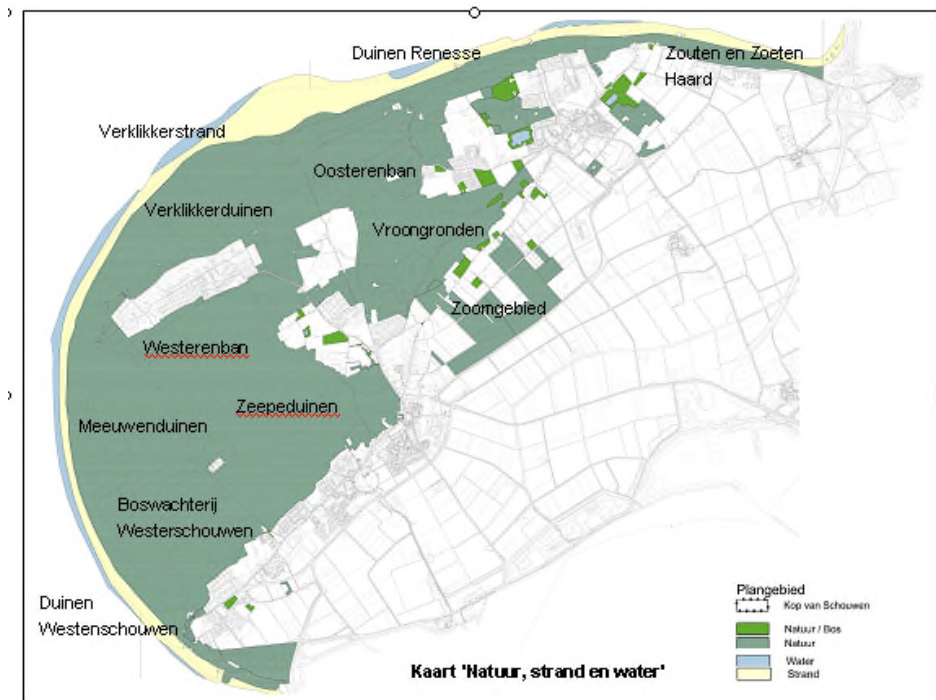 Duinen Renesse
Zouten en Zoeten
Haard
Verklikkerstrand
Oosterenban
Verklikkerduinen
Vroongronden
Zoomgebied
Westerenban
Zeepeduinen
Meeuwenduinen
Boswachterij
Westerschouwen
Duinen
Westenschouwen
Plangebied
Kop van Schouwen
Natuur / Bos
Natuur
Water
Strand
Kaart 'Natuur, strand en water'